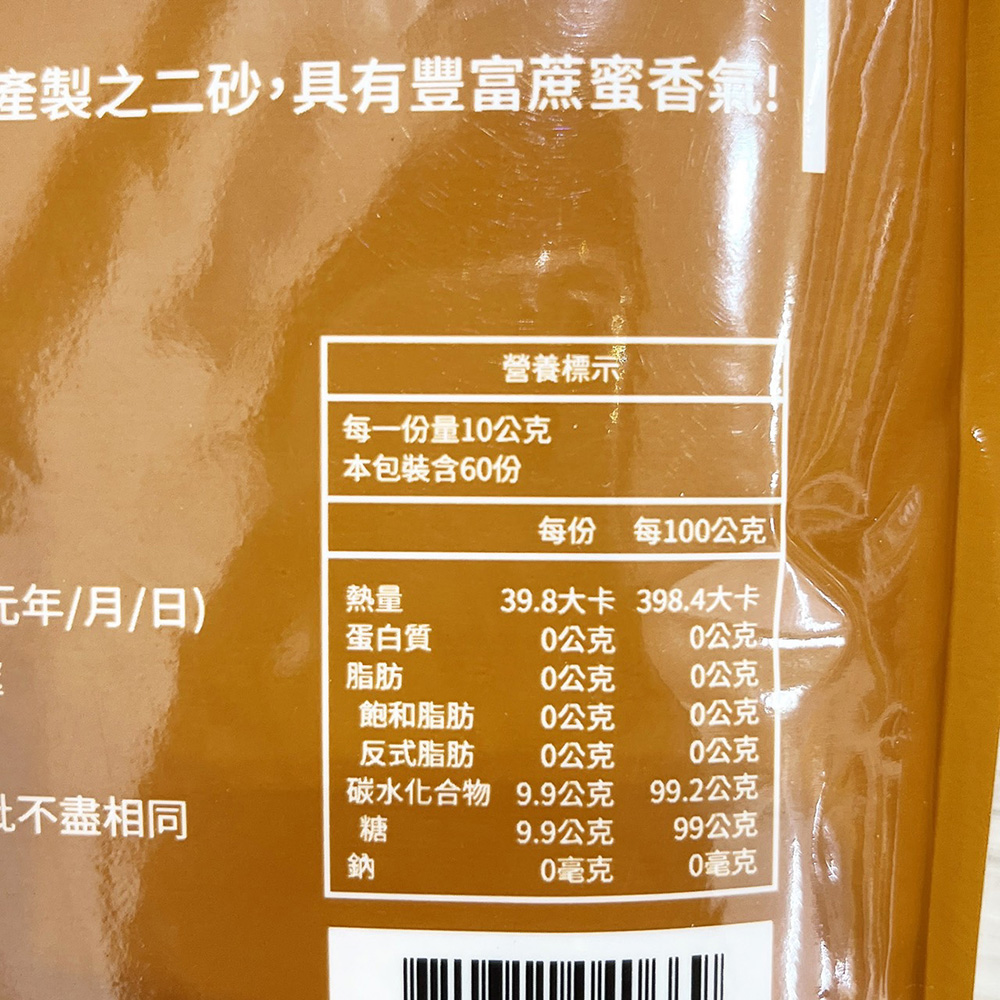 產製之二砂，具有豐富蔗蜜香氣！
營養標示
每一份量10公克
本包裝含60份
每份 每100公克
熱量 39.8大卡 398.4大卡
蛋白質 0公克 0公克
脂肪 0公克 0公克
飽和脂肪 0公克 0公克
反式脂肪 0公克 0公克
碳水化合物 9.9公克 99.2公克
糖 9.9公克 99公克
鈉 0毫克 0毫克
元年/月/日)
不盡相同